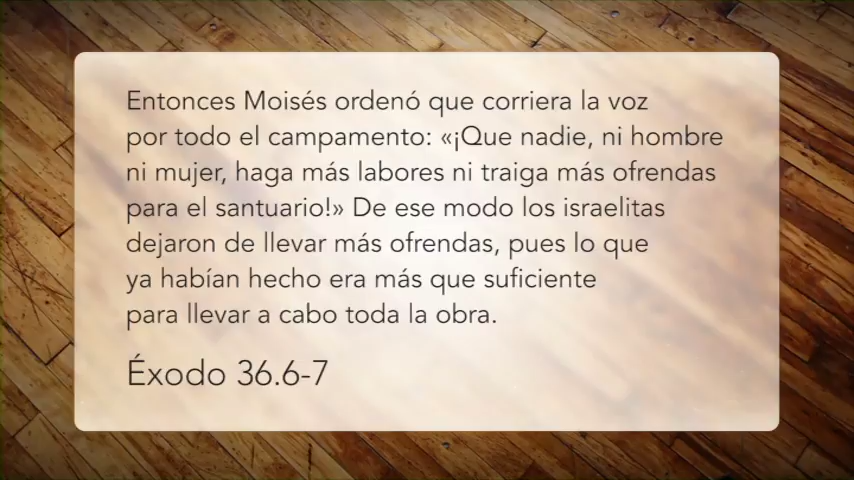 Entonces Moisés ordenó que corriera la voz
por todo el campamento: «¡Que nadie, ni hombre
ni mujer, haga más labores ni traiga más ofrendas
para el santuario!» De ese modo los israelitas
dejaron de llevar más ofrendas, pues lo que
ya habían hecho era más que suficiente
para llevar a cabo toda la obra.
Éxodo 36.6-7